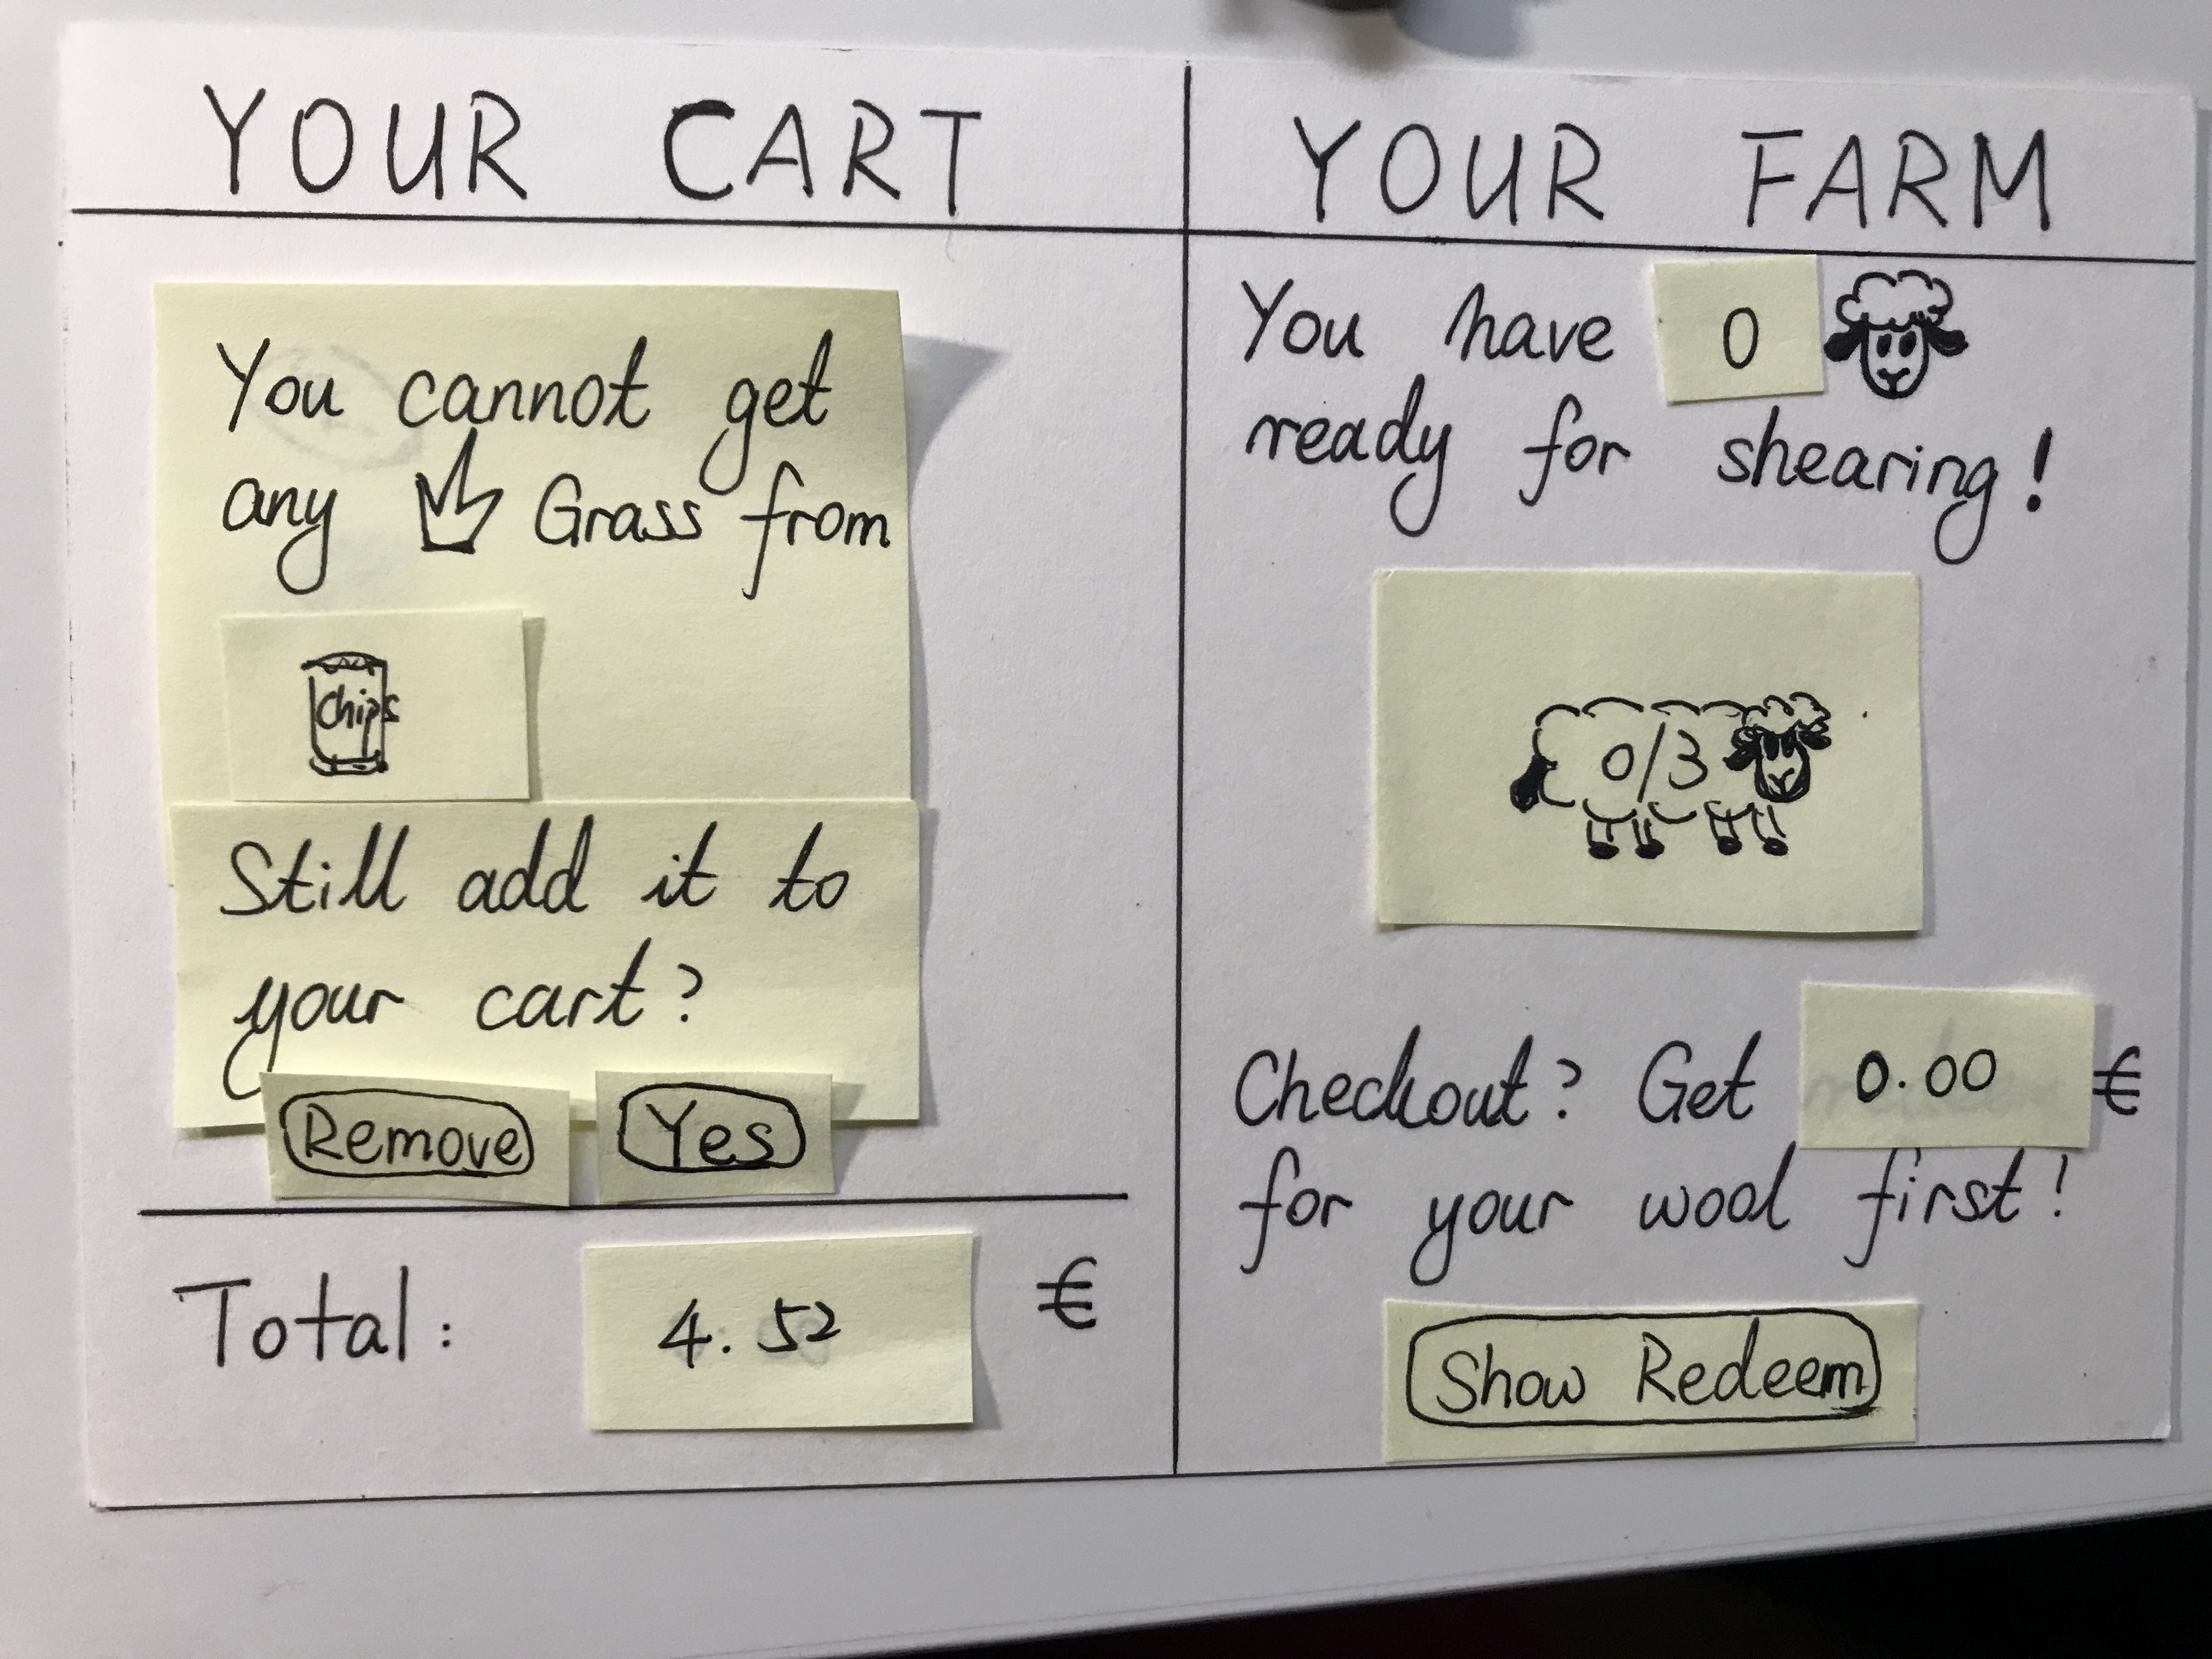 YOUR CART
You cannot get
any Grass from
Chips
Still add it to
your cart?
Remove Yes
Total: 4.52 €
YOUR FARM
You have 0
ready for shearing!
0/3
Checkout? Get 0.00 €
for your wool first!
Show Redeem